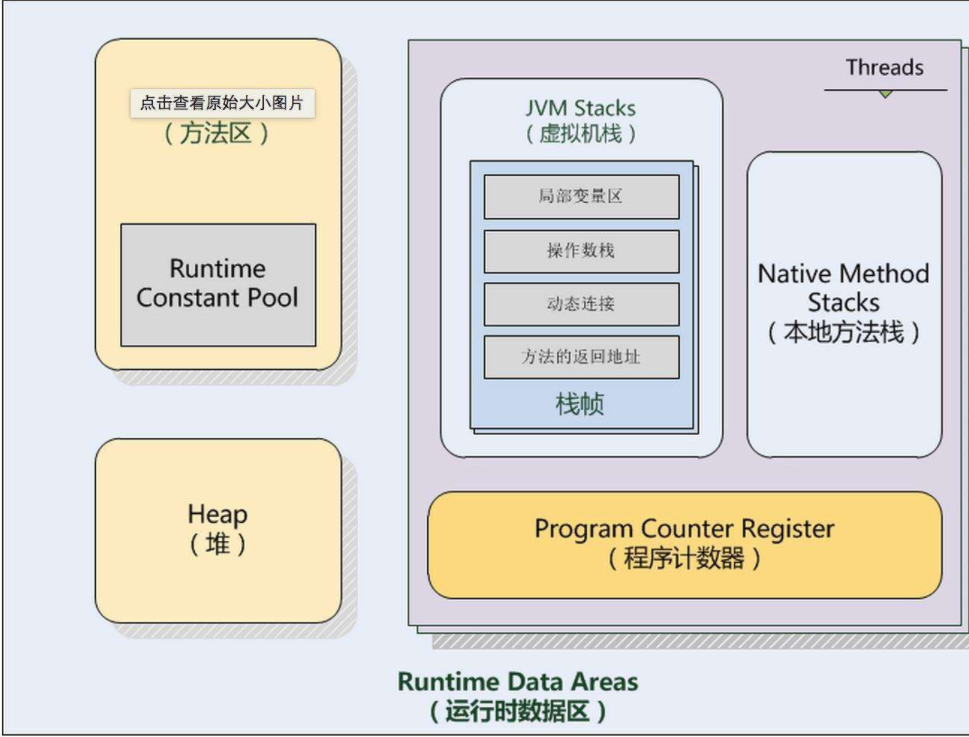 点击查看原始大小图片
（方法区）
Runtime
Constant Pool
Heap
（堆）
Threads
JVM Stacks
（虚拟机栈）
局部变量区
操作数栈
动态连接
方法的返回地址
栈帧
Native Method
Stacks
（本地方法栈）
Program Counter Register
（程序计数器）
Runtime Data Areas
（运行时数据区）